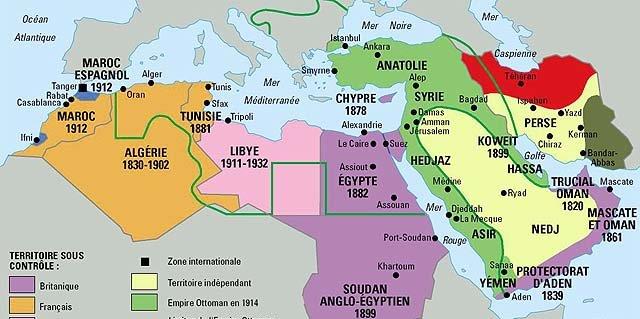 Océan
Atlantique
Mer Noire
Mer
Caspienne
Istanbul
Ankara
ANATOLIE
Smyrne
MAROC
ESPAGNOL
1912
Tanger
Rabat
Casablanca
Oran
Alger
Tunis
Sfax
Mer
Méditerranée
CHYPRE
1878
Alep
SYRIE
Téhéran
Ispahan
Yazd
PERSE
Kerman
Chiraz
Bandar-
Abbas
Bagdad
Ifni
MAROC
1912
TUNISIE
1881
Tripoli
Alexandrie
Le Caire
Suez
Damas
Amman
Jérusalem
KOWEIT
1899
Golfe
HASSA
ALGÉRIE
1830-1902
LIBYE
1911-1932
Assiout
ÉGYPTE
1882
Assouan
HEDJAZ
Médine
Ryad
TRUCIAL
OMAN
1820
Mascate
MASCATE
ET OMAN
1861
Mer
Rouge
Djeddah
La Mecque
ASIR
NEDJ
Port-Soudan
Khartoum
SOUDAN
ANGLO-ÉGYPTIEN
1899
Sanaa
YÉMEN
Aden
PROTECTORAT
D'ADEN
1839
TERRITOIRE SOUS
CONTRÔLE :
Britanique
Français
Zone internationale
Territoire indépendant
Empire Ottoman en 1914